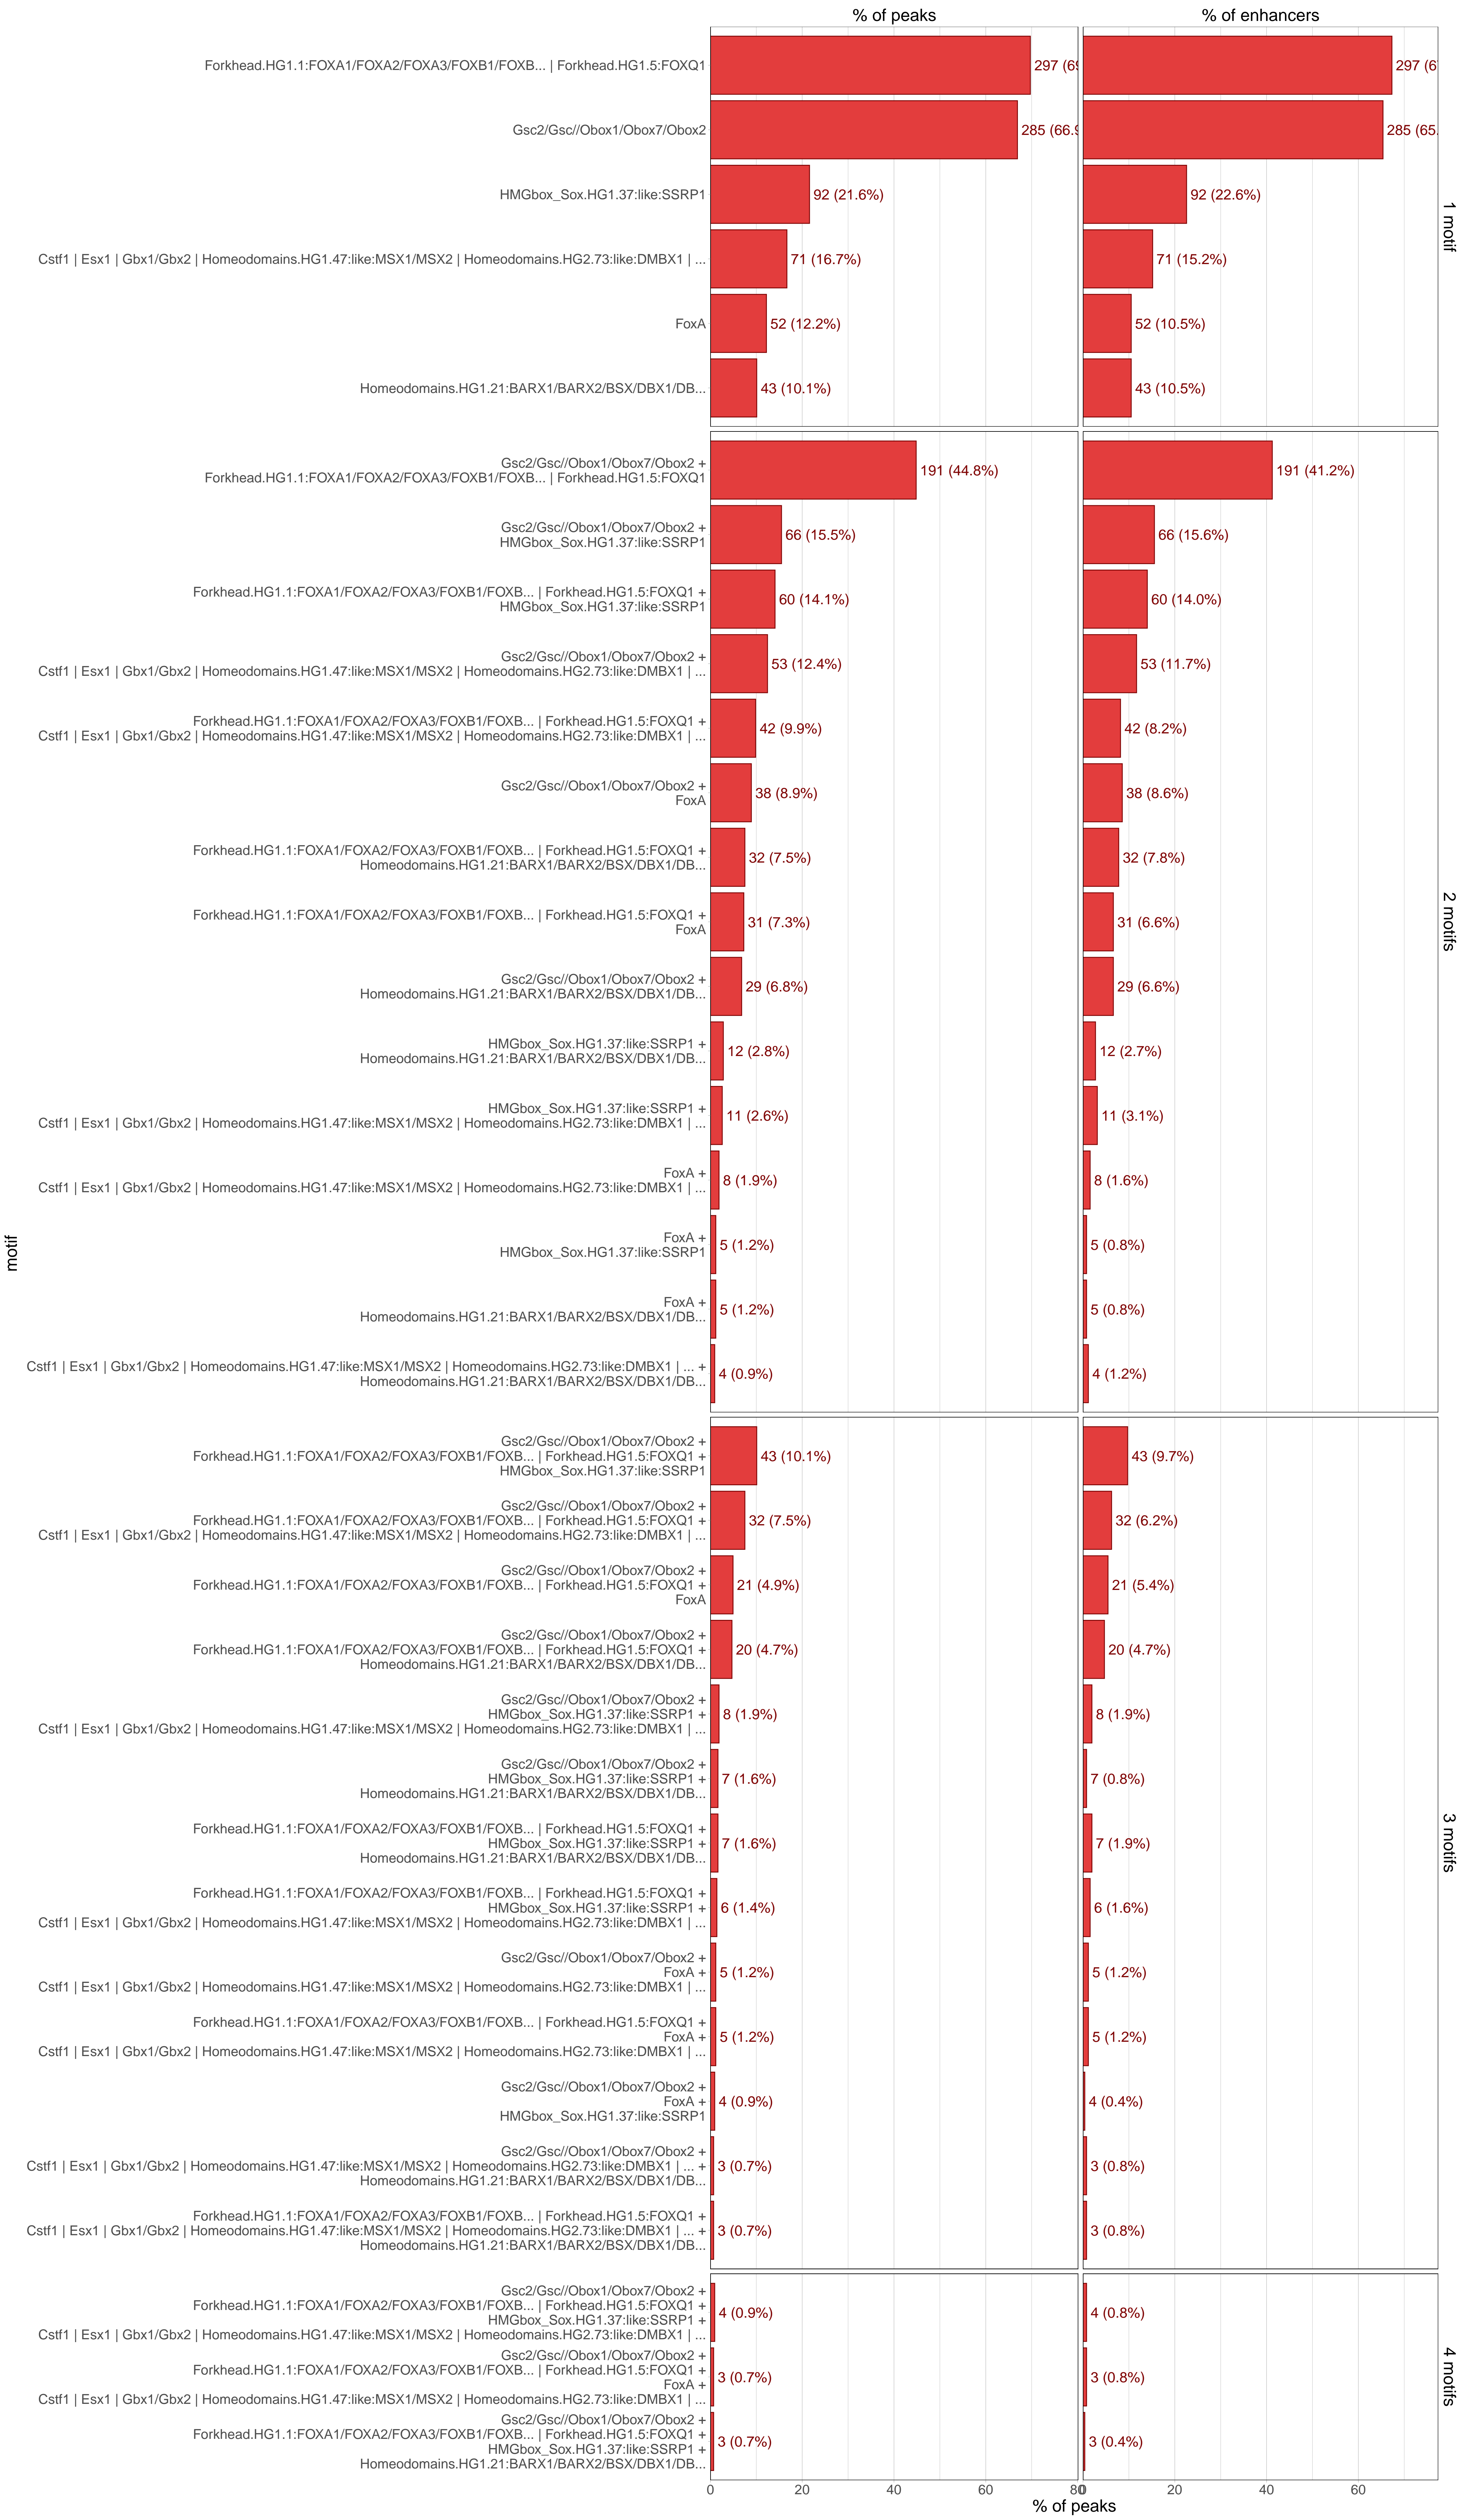 % of peaks
% of enhancers
Forkhead.HG1.1:FOXA1/FOXA2/FOXA3/FOXB1/FOXB... | Forkhead.HG1.5:FOXQ1
297 (69
297 (6
Gsc2/Gsc//Obox1/Obox7/Obox2
285 (66.9
285 (65.
HMGbox_Sox.HG1.37:like:SSRP1
92 (21.6%)
92 (22.6%)
Cstf1 | Esx1 | Gbx1/Gbx2 | Homeodomains.HG1.47:like:MSX1/MSX2 | Homeodomains.HG2.73:like:DMBX1 | ...
71 (16.7%)
71 (15.2%)
FoxA
52 (12.2%)
52 (10.5%)
Homeodomains.HG1.21:BARX1/BARX2/BSX/DBX1/DB...
43 (10.1%)
43 (10.5%)
1 motif
Gsc2/Gsc//Obox1/Obox7/Obox2 +
Forkhead.HG1.1:FOXA1/FOXA2/FOXA3/FOXB1/FOXB... | Forkhead.HG1.5:FOXQ1
191 (44.8%)
191 (41.2%)
Gsc2/Gsc//Obox1/Obox7/Obox2 +
HMGbox_Sox.HG1.37:like:SSRP1
66 (15.5%)
66 (15.6%)
Forkhead.HG1.1:FOXA1/FOXA2/FOXA3/FOXB1/FOXB... | Forkhead.HG1.5:FOXQ1 +
HMGbox_Sox.HG1.37:like:SSRP1
60 (14.1%)
60 (14.0%)
Gsc2/Gsc//Obox1/Obox7/Obox2 +
Cstf1 | Esx1 | Gbx1/Gbx2 | Homeodomains.HG1.47:like:MSX1/MSX2 | Homeodomains.HG2.73:like:DMBX1 | ...
53 (12.4%)
53 (11.7%)
Forkhead.HG1.1:FOXA1/FOXA2/FOXA3/FOXB1/FOXB... | Forkhead.HG1.5:FOXQ1 +
Cstf1 | Esx1 | Gbx1/Gbx2 | Homeodomains.HG1.47:like:MSX1/MSX2 | Homeodomains.HG2.73:like:DMBX1 | ...
42 (9.9%)
42 (8.2%)
Gsc2/Gsc//Obox1/Obox7/Obox2 +
FoxA
38 (8.9%)
38 (8.6%)
Forkhead.HG1.1:FOXA1/FOXA2/FOXA3/FOXB1/FOXB... | Forkhead.HG1.5:FOXQ1 +
Homeodomains.HG1.21:BARX1/BARX2/BSX/DBX1/DB...
32 (7.5%)
32 (7.8%)
Forkhead.HG1.1:FOXA1/FOXA2/FOXA3/FOXB1/FOXB... | Forkhead.HG1.5:FOXQ1 +
FoxA
31 (7.3%)
31 (6.6%)
Gsc2/Gsc//Obox1/Obox7/Obox2 +
Homeodomains.HG1.21:BARX1/BARX2/BSX/DBX1/DB...
29 (6.8%)
29 (6.6%)
HMGbox_Sox.HG1.37:like:SSRP1 +
Homeodomains.HG1.21:BARX1/BARX2/BSX/DBX1/DB...
12 (2.8%)
12 (2.7%)
HMGbox_Sox.HG1.37:like:SSRP1 +
Cstf1 | Esx1 | Gbx1/Gbx2 | Homeodomains.HG1.47:like:MSX1/MSX2 | Homeodomains.HG2.73:like:DMBX1 | ...
11 (2.6%)
11 (3.1%)
FoxA +
Cstf1 | Esx1 | Gbx1/Gbx2 | Homeodomains.HG1.47:like:MSX1/MSX2 | Homeodomains.HG2.73:like:DMBX1 | ...
8 (1.9%)
8 (1.6%)
FoxA +
HMGbox_Sox.HG1.37:like:SSRP1
5 (1.2%)
5 (0.8%)
FoxA +
Homeodomains.HG1.21:BARX1/BARX2/BSX/DBX1/DB...
5 (1.2%)
5 (0.8%)
Cstf1 | Esx1 | Gbx1/Gbx2 | Homeodomains.HG1.47:like:MSX1/MSX2 | Homeodomains.HG2.73:like:DMBX1 | ... +
Homeodomains.HG1.21:BARX1/BARX2/BSX/DBX1/DB...
4 (0.9%)
4 (1.2%)
2 motifs
motif
Gsc2/Gsc//Obox1/Obox7/Obox2 +
Forkhead.HG1.1:FOXA1/FOXA2/FOXA3/FOXB1/FOXB... | Forkhead.HG1.5:FOXQ1 +
HMGbox_Sox.HG1.37:like:SSRP1
43 (10.1%)
43 (9.7%)
Gsc2/Gsc//Obox1/Obox7/Obox2 +
Forkhead.HG1.1:FOXA1/FOXA2/FOXA3/FOXB1/FOXB... | Forkhead.HG1.5:FOXQ1 +
Cstf1 | Esx1 | Gbx1/Gbx2 | Homeodomains.HG1.47:like:MSX1/MSX2 | Homeodomains.HG2.73:like:DMBX1 | ...
32 (7.5%)
32 (6.2%)
Gsc2/Gsc//Obox1/Obox7/Obox2 +
Forkhead.HG1.1:FOXA1/FOXA2/FOXA3/FOXB1/FOXB... | Forkhead.HG1.5:FOXQ1 +
FoxA
21 (4.9%)
21 (5.4%)
Gsc2/Gsc//Obox1/Obox7/Obox2 +
Forkhead.HG1.1:FOXA1/FOXA2/FOXA3/FOXB1/FOXB... | Forkhead.HG1.5:FOXQ1 +
Homeodomains.HG1.21:BARX1/BARX2/BSX/DBX1/DB...
20 (4.7%)
20 (4.7%)
Gsc2/Gsc//Obox1/Obox7/Obox2 +
HMGbox_Sox.HG1.37:like:SSRP1 +
Cstf1 | Esx1 | Gbx1/Gbx2 | Homeodomains.HG1.47:like:MSX1/MSX2 | Homeodomains.HG2.73:like:DMBX1 | ...
8 (1.9%)
8 (1.9%)
Gsc2/Gsc//Obox1/Obox7/Obox2 +
HMGbox_Sox.HG1.37:like:SSRP1 +
Homeodomains.HG1.21:BARX1/BARX2/BSX/DBX1/DB...
7 (1.6%)
7 (0.8%)
Forkhead.HG1.1:FOXA1/FOXA2/FOXA3/FOXB1/FOXB... | Forkhead.HG1.5:FOXQ1 +
HMGbox_Sox.HG1.37:like:SSRP1 +
Homeodomains.HG1.21:BARX1/BARX2/BSX/DBX1/DB...
7 (1.6%)
7 (1.9%)
Forkhead.HG1.1:FOXA1/FOXA2/FOXA3/FOXB1/FOXB... | Forkhead.HG1.5:FOXQ1 +
HMGbox_Sox.HG1.37:like:SSRP1 +
Cstf1 | Esx1 | Gbx1/Gbx2 | Homeodomains.HG1.47:like:MSX1/MSX2 | Homeodomains.HG2.73:like:DMBX1 | ...
6 (1.4%)
6 (1.6%)
Gsc2/Gsc//Obox1/Obox7/Obox2 +
FoxA +
Cstf1 | Esx1 | Gbx1/Gbx2 | Homeodomains.HG1.47:like:MSX1/MSX2 | Homeodomains.HG2.73:like:DMBX1 | ...
5 (1.2%)
5 (1.2%)
Forkhead.HG1.1:FOXA1/FOXA2/FOXA3/FOXB1/FOXB... | Forkhead.HG1.5:FOXQ1 +
FoxA +
Cstf1 | Esx1 | Gbx1/Gbx2 | Homeodomains.HG1.47:like:MSX1/MSX2 | Homeodomains.HG2.73:like:DMBX1 | ...
5 (1.2%)
5 (1.2%)
Gsc2/Gsc//Obox1/Obox7/Obox2 +
FoxA +
HMGbox_Sox.HG1.37:like:SSRP1
4 (0.9%)
4 (0.4%)
Gsc2/Gsc//Obox1/Obox7/Obox2 +
Cstf1 | Esx1 | Gbx1/Gbx2 | Homeodomains.HG1.47:like:MSX1/MSX2 | Homeodomains.HG2.73:like:DMBX1 | ... +
Homeodomains.HG1.21:BARX1/BARX2/BSX/DBX1/DB...
3 (0.7%)
3 (0.8%)
Forkhead.HG1.1:FOXA1/FOXA2/FOXA3/FOXB1/FOXB... | Forkhead.HG1.5:FOXQ1 +
Cstf1 | Esx1 | Gbx1/Gbx2 | Homeodomains.HG1.47:like:MSX1/MSX2 | Homeodomains.HG2.73:like:DMBX1 | ... +
Homeodomains.HG1.21:BARX1/BARX2/BSX/DBX1/DB...
3 (0.7%)
3 (0.8%)
3 motifs
Gsc2/Gsc//Obox1/Obox7/Obox2 +
Forkhead.HG1.1:FOXA1/FOXA2/FOXA3/FOXB1/FOXB... | Forkhead.HG1.5:FOXQ1 +
HMGbox_Sox.HG1.37:like:SSRP1 +
Cstf1 | Esx1 | Gbx1/Gbx2 | Homeodomains.HG1.47:like:MSX1/MSX2 | Homeodomains.HG2.73:like:DMBX1 | ...
4 (0.9%)
4 (0.8%)
Gsc2/Gsc//Obox1/Obox7/Obox2 +
Forkhead.HG1.1:FOXA1/FOXA2/FOXA3/FOXB1/FOXB... | Forkhead.HG1.5:FOXQ1 +
FoxA +
Cstf1 | Esx1 | Gbx1/Gbx2 | Homeodomains.HG1.47:like:MSX1/MSX2 | Homeodomains.HG2.73:like:DMBX1 | ...
3 (0.7%)
3 (0.8%)
Gsc2/Gsc//Obox1/Obox7/Obox2 +
Forkhead.HG1.1:FOXA1/FOXA2/FOXA3/FOXB1/FOXB... | Forkhead.HG1.5:FOXQ1 +
HMGbox_Sox.HG1.37:like:SSRP1 +
Homeodomains.HG1.21:BARX1/BARX2/BSX/DBX1/DB...
3 (0.7%)
3 (0.4%)
4 motifs
0 20 40 60 80
0 20 40 60
% of peaks